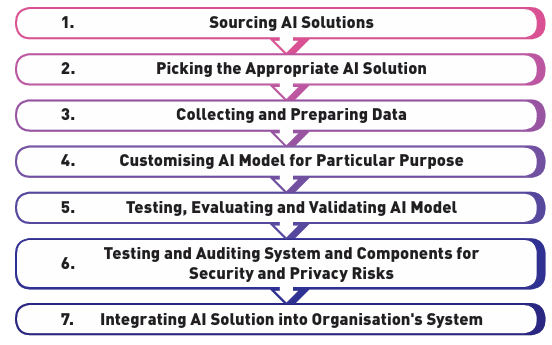 1. Sourcing AI Solutions
2. Picking the Appropriate AI Solution
3. Collecting and Preparing Data
4. Customising AI Model for Particular Purpose
5. Testing, Evaluating and Validating AI Model
6. Testing and Auditing System and Components for
Security and Privacy Risks
7. Integrating AI Solution into Organisation's System